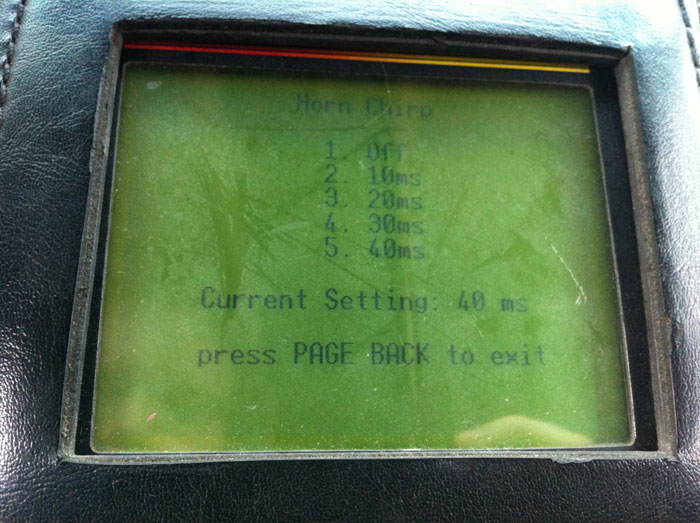 Horn Chirp
1. Off
2. 10ms
3. 20ms
4. 30ms
5. 40ms
Current Setting: 40 ms
press PAGE BACK to exit